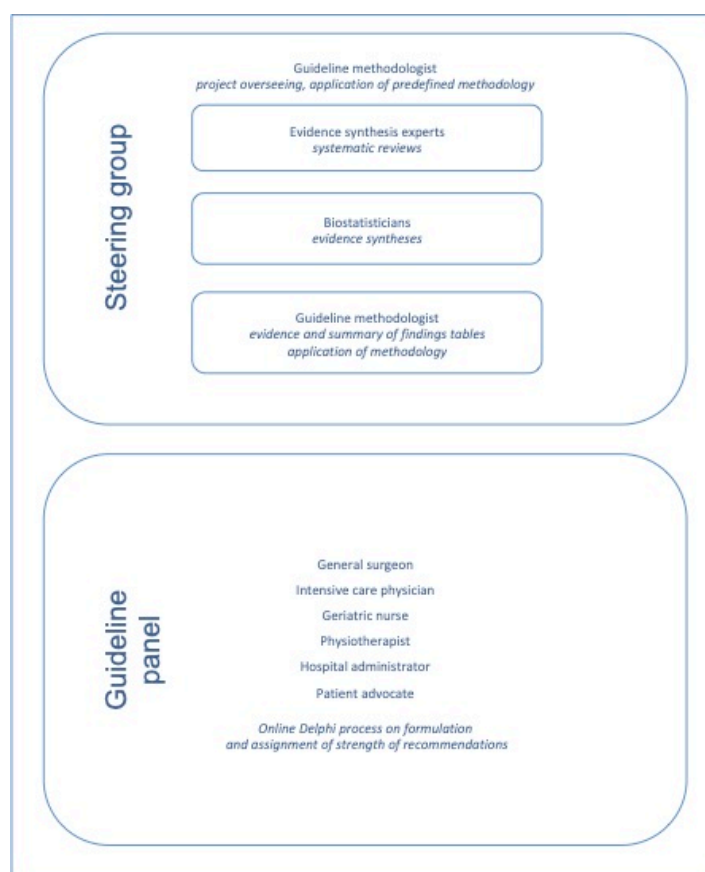 Steering group
Guideline methodologist
project overseeing, application of predefined methodology
Evidence synthesis experts
systematic reviews
Biostatisticians
evidence syntheses
Guideline methodologist
evidence and summary of findings tables
application of methodology
Guideline
panel
General surgeon
Intensive care physician
Geriatric nurse
Physiotherapist
Hospital administrator
Patient advocate
Online Delphi process on formulation
and assignment of strength of recommendations